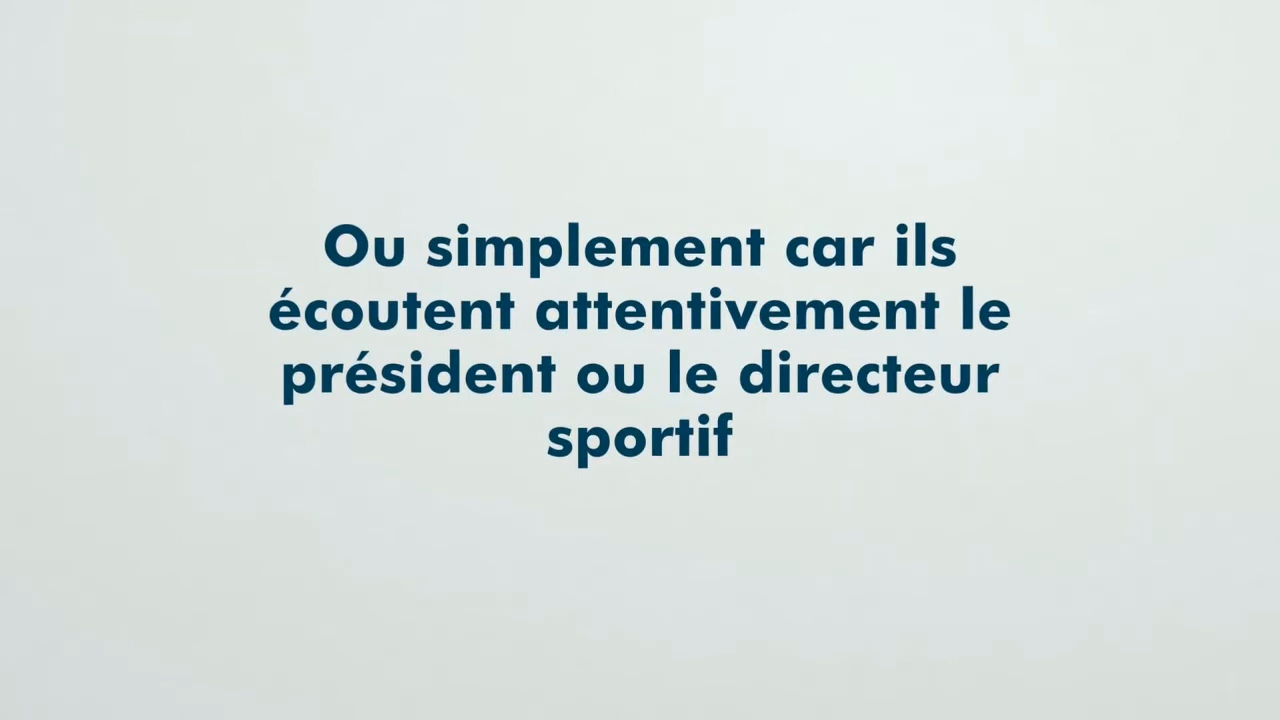 Ou simplement car ils
écoutent attentivement le
président ou le directeur
sportif